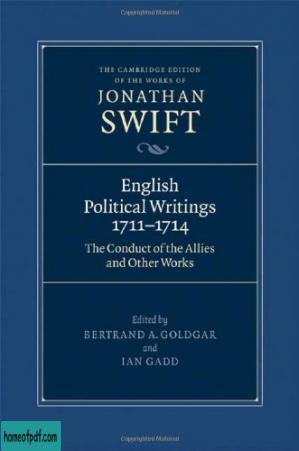 THE CAMBRIDGE EDITION
OF THE WORKS OF
JONATHAN
SWIFT
English
Political Writings
1711–1714
The Conduct of the Allies
and Other Works
Edited by
BERTRAND A. GOLDGAR
and
IAN GADD
homeofpdf.com